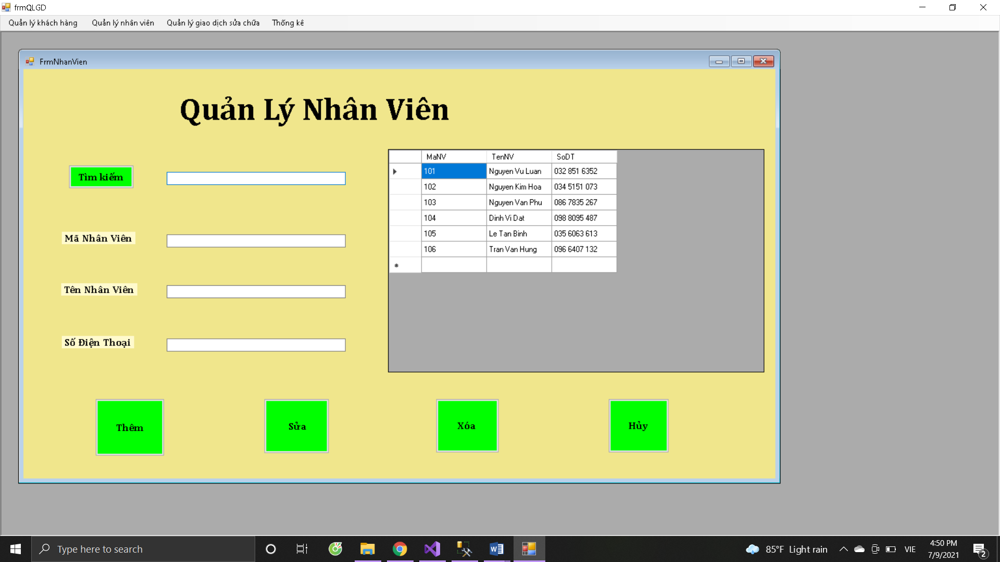 frmQLGD
Quản lý khách hàng Quản lý nhân viên Quản lý giao dịch sửa chữa Thống kê
FrmNhanVien
Quản Lý Nhân Viên
Tìm kiếm
Mã Nhân Viên
Tên Nhân Viên
Số Điện Thoại
MaNV TenNV SoDT
101 Nguyen Vu Luan 032 851 6352
102 Nguyen Kim Hoa 034 5151 073
103 Nguyen Van Phu 086 7835 267
104 Dinh Vi Dat 098 8095 487
105 Le Tan Binh 035 6063 613
106 Tran Van Hung 096 6407 132
Thêm Sửa Xóa Hủy
Type here to search
85°F Light rain
VIE
4:50 PM
7/9/2021
2